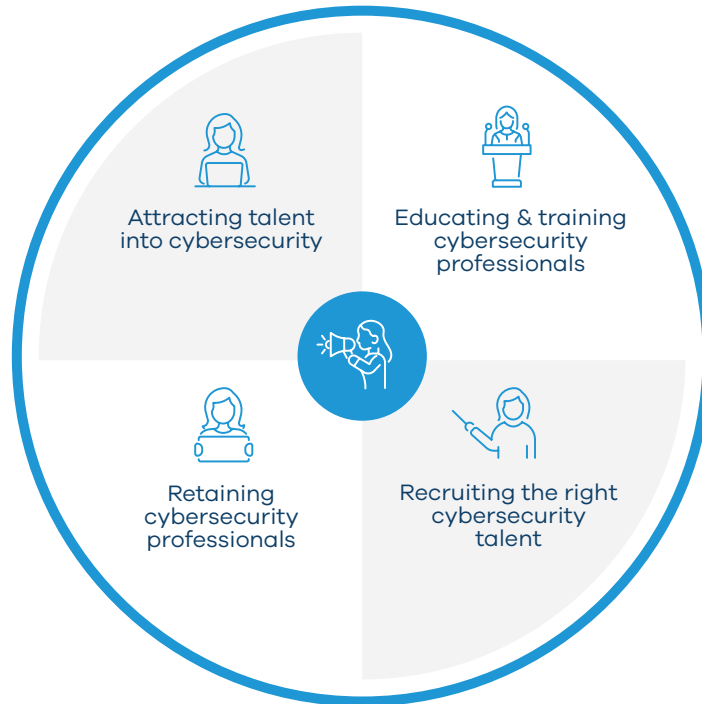 Attracting talent
into cybersecurity
Educating & training
cybersecurity
professionals
Retaining
cybersecurity
professionals
Recruiting the right
cybersecurity
talent